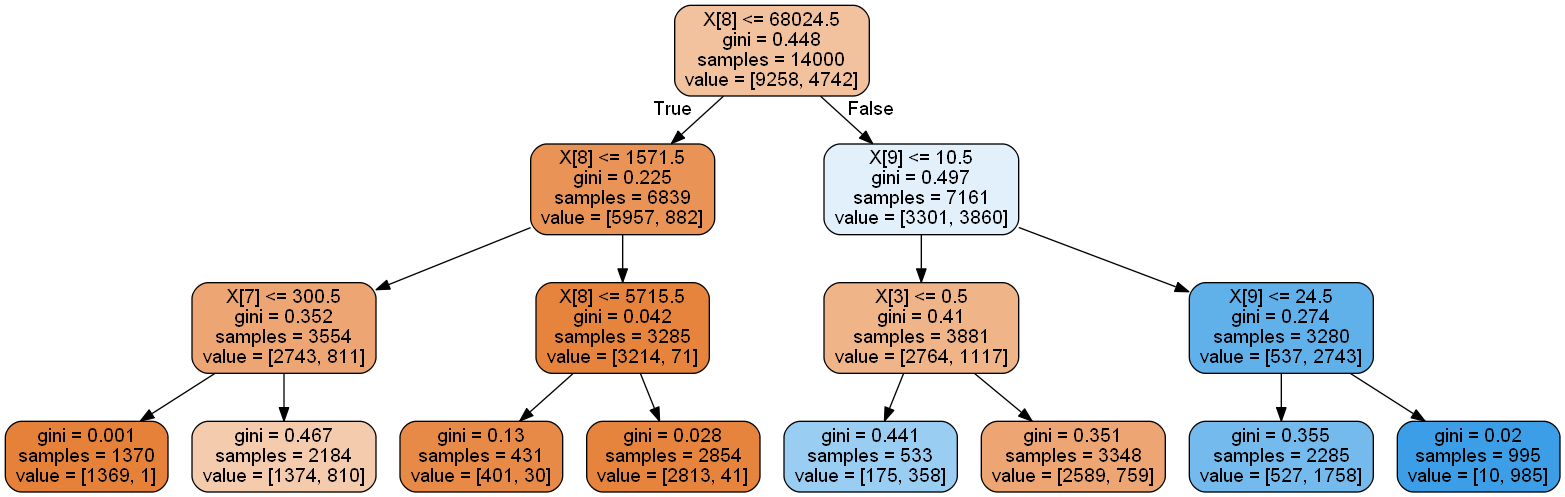 X[8] <= 68024.5
gini = 0.448
samples = 14000
value = [9258, 4742]
True
False
X[8] <= 1571.5
gini = 0.225
samples = 6839
value = [5957, 882]
X[9] <= 10.5
gini = 0.497
samples = 7161
value = [3301, 3860]
X[7] <= 300.5
gini = 0.352
samples = 3554
value = [2743, 811]
X[8] <= 5715.5
gini = 0.042
samples = 3285
value = [3214, 71]
X[3] <= 0.5
gini = 0.41
samples = 3881
value = [2764, 1117]
X[9] <= 24.5
gini = 0.274
samples = 3280
value = [537, 2743]
gini = 0.001
samples = 1370
value = [1369, 1]
gini = 0.467
samples = 2184
value = [1374, 810]
gini = 0.13
samples = 431
value = [401, 30]
gini = 0.028
samples = 2854
value = [2813, 41]
gini = 0.441
samples = 533
value = [175, 358]
gini = 0.351
samples = 3348
value = [2589, 759]
gini = 0.355
samples = 2285
value = [527, 1758]
gini = 0.02
samples = 995
value = [10, 985]